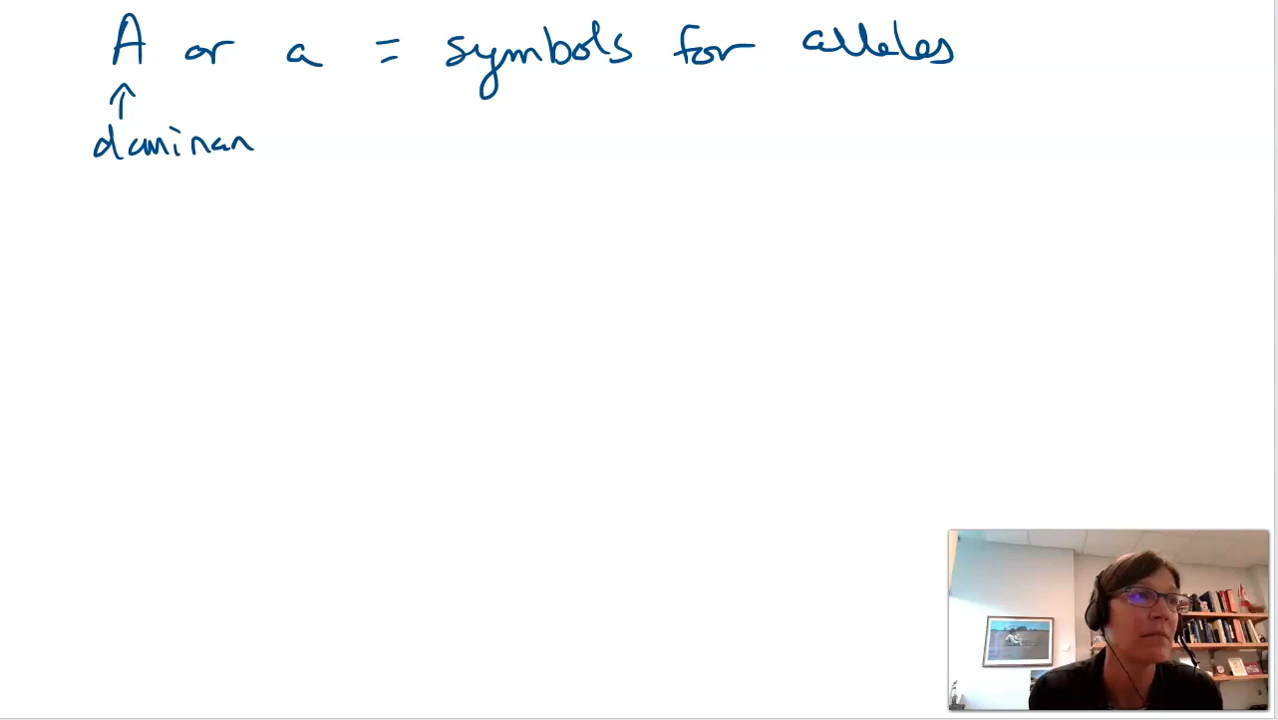 A or a = symbols for alleles
↑
dominan